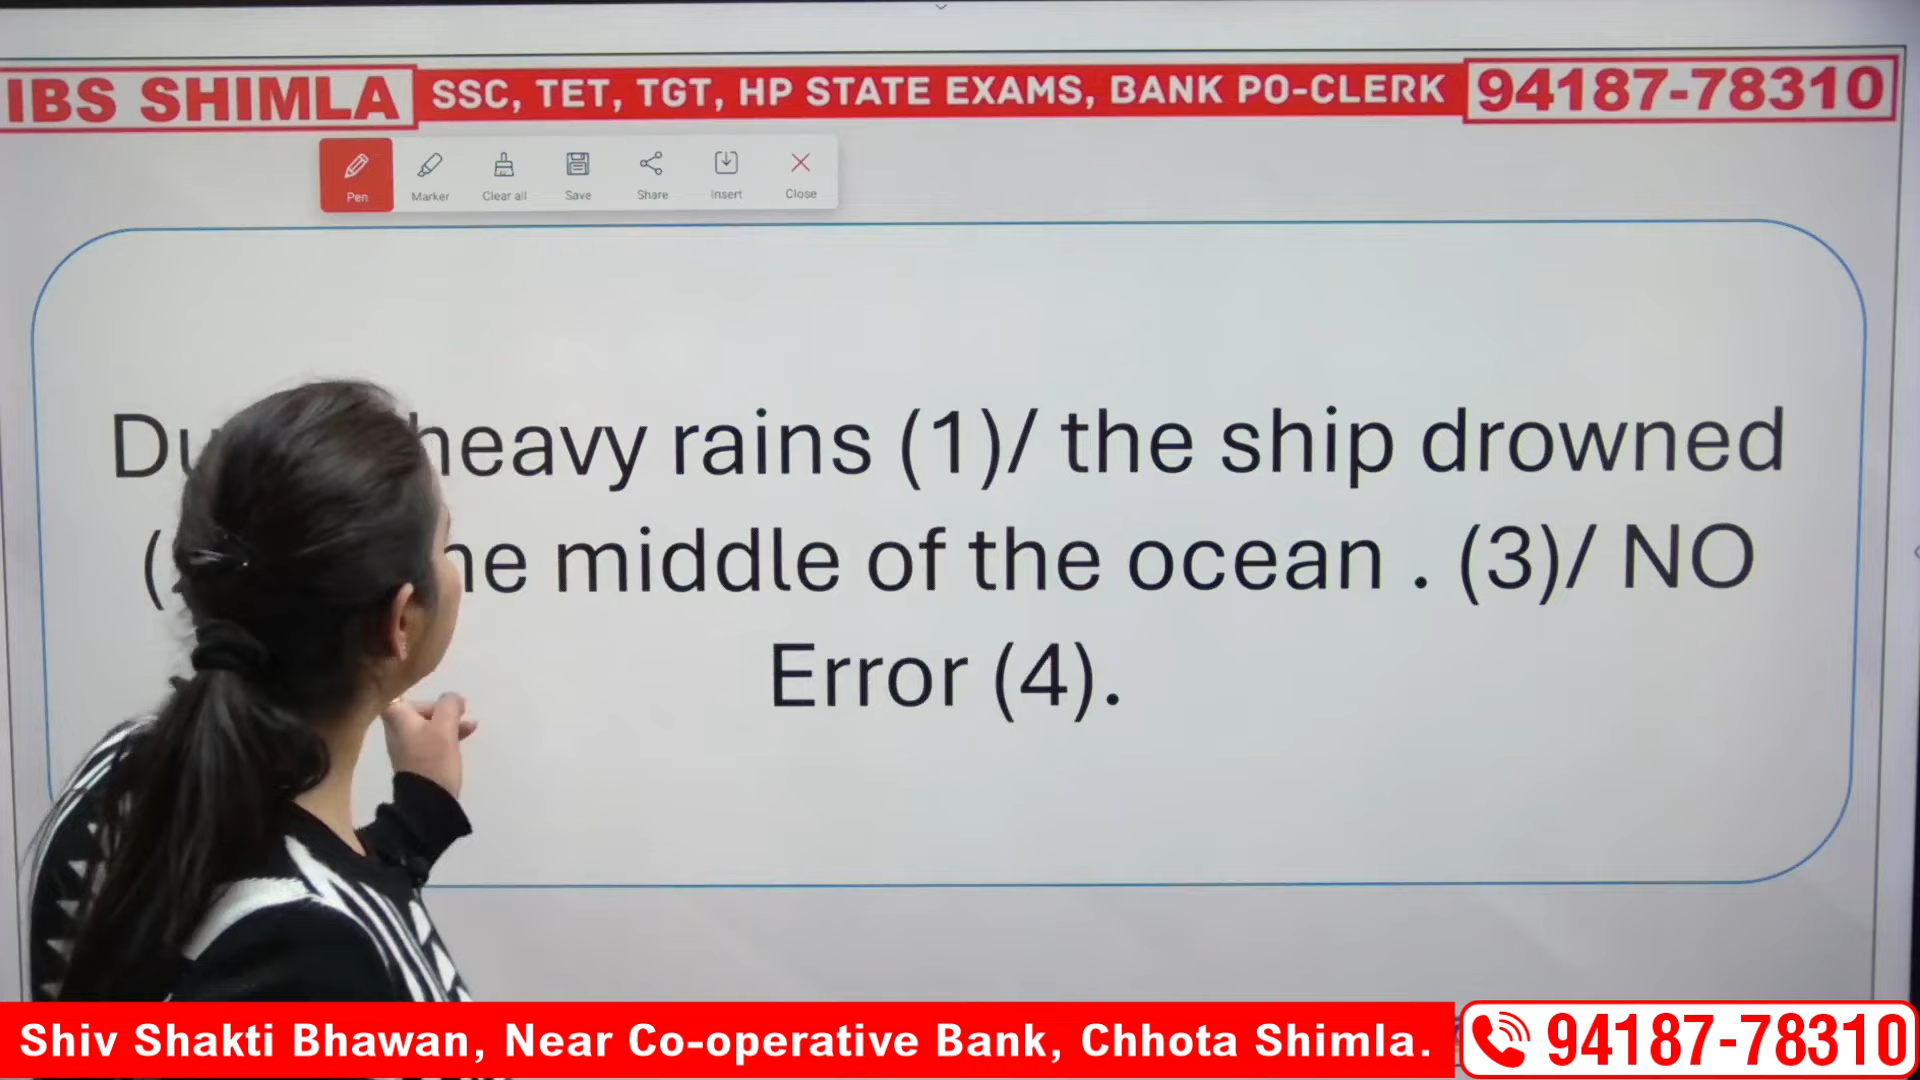 IBS SHIMLA SSC, TET, TGT, HP STATE EXAMS, BANK PO-CLERK 94187-78310
Pen Marker Clear all Save Share Insert Close
heavy rains (1)/ the ship drowned
middle of the ocean . (3)/ NO
Error (4).
Shiv Shakti Bhawan, Near Co-operative Bank, Chhota Shimla. 94187-78310